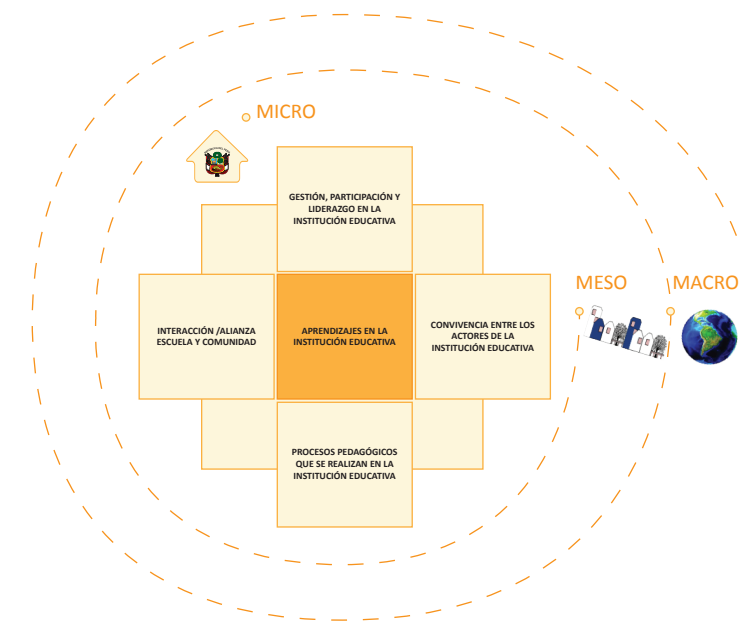 MICRO
GESTIÓN, PARTICIPACIÓN Y
LIDERAZGO EN LA
INSTITUCIÓN EDUCATIVA
MESO
MACRO
INTERACCIÓN /ALIANZA
ESCUELA Y COMUNIDAD
APRENDIZAJES EN LA
INSTITUCIÓN EDUCATIVA
CONVIVENCIA ENTRE LOS
ACTORES DE LA
INSTITUCIÓN EDUCATIVA
PROCESOS PEDAGÓGICOS
QUE SE REALIZAN EN LA
INSTITUCIÓN EDUCATIVA